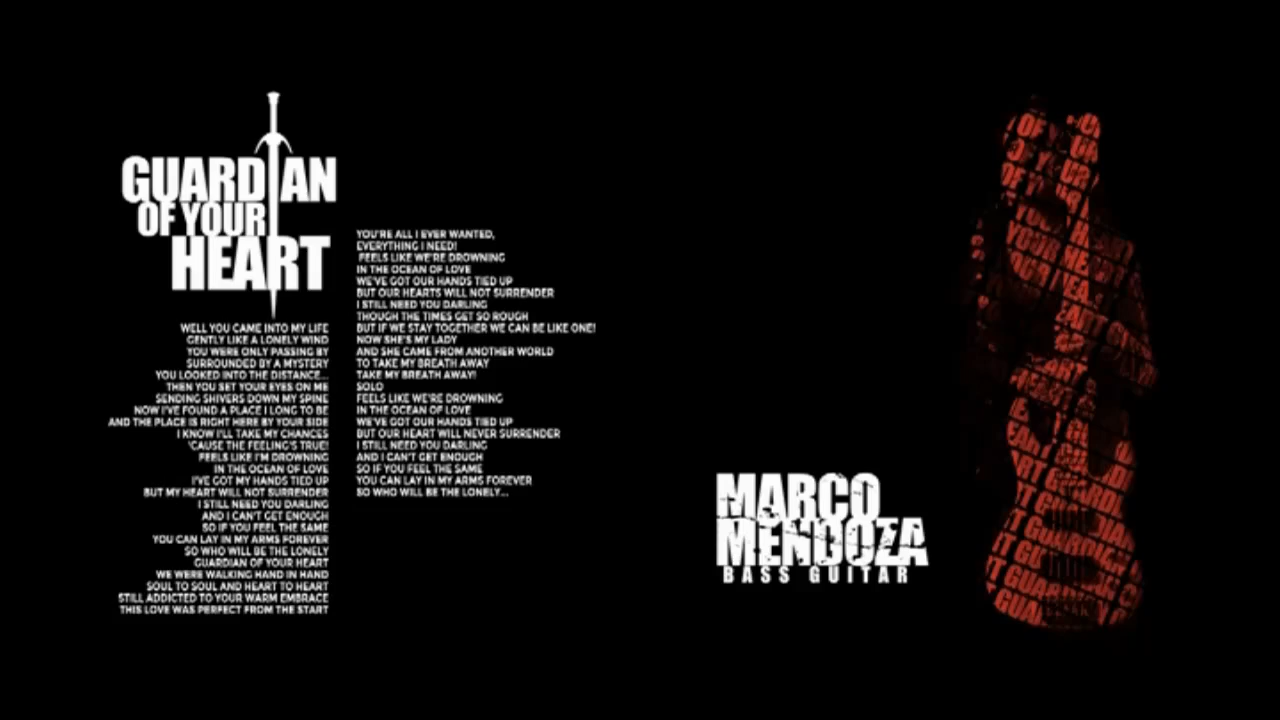 GUARDIAN
OF YOUR
HEART
WELL YOU CAME INTO MY LIFE
GENTLY LIKE A LONELY WIND
YOU WERE ONLY PASSING BY
SURROUNDED BY A MYSTERY
YOU LOOKED INTO THE DISTANCE...
THEN YOU SET YOUR EYES ON ME
SENDING SHIVERS DOWN MY SPINE
NOW I'VE FOUND A PLACE I LONG TO BE
AND THE PLACE IS RIGHT HERE BY YOUR SIDE
I KNOW I'LL TAKE MY CHANCES
'CAUSE THE FEELING'S TRUE!
FEELS LIKE I'M DROWNING
IN THE OCEAN OF LOVE
I'VE GOT MY HANDS TIED UP
BUT MY HEART WILL NOT SURRENDER
I STILL NEED YOU DARLING
AND I CAN'T GET ENOUGH
SO IF YOU FEEL THE SAME
YOU CAN LAY IN MY ARMS FOREVER
SO WHO WILL BE THE LONELY
GUARDIAN OF YOUR HEART
WE WERE WALKING HAND IN HAND
SOUL TO SOUL AND HEART TO HEART
STILL ADDICTED TO YOUR WARM EMBRACE
THIS LOVE WAS PERFECT FROM THE START
YOU'RE ALL I EVER WANTED,
EVERYTHING I NEED!
FEELS LIKE WE'RE DROWNING
IN THE OCEAN OF LOVE
WE'VE GOT OUR HANDS TIED UP
BUT OUR HEARTS WILL NOT SURRENDER
I STILL NEED YOU DARLING
THOUGH THE TIMES GET SO ROUGH
BUT IF WE STAY TOGETHER WE CAN BE LIKE ONE!
NOW SHE'S MY LADY
AND SHE CAME FROM ANOTHER WORLD
TO TAKE MY BREATH AWAY
TAKE MY BREATH AWAY!
SOLO
FEELS LIKE WE'RE DROWNING
IN THE OCEAN OF LOVE
WE'VE GOT OUR HANDS TIED UP
BUT OUR HEART WILL NEVER SURRENDER
I STILL NEED YOU DARLING
AND I CAN'T GET ENOUGH
SO IF YOU FEEL THE SAME
YOU CAN LAY IN MY ARMS FOREVER
SO WHO WILL BE THE LONELY...
MARCO
MENDOZA
BASS GUITAR